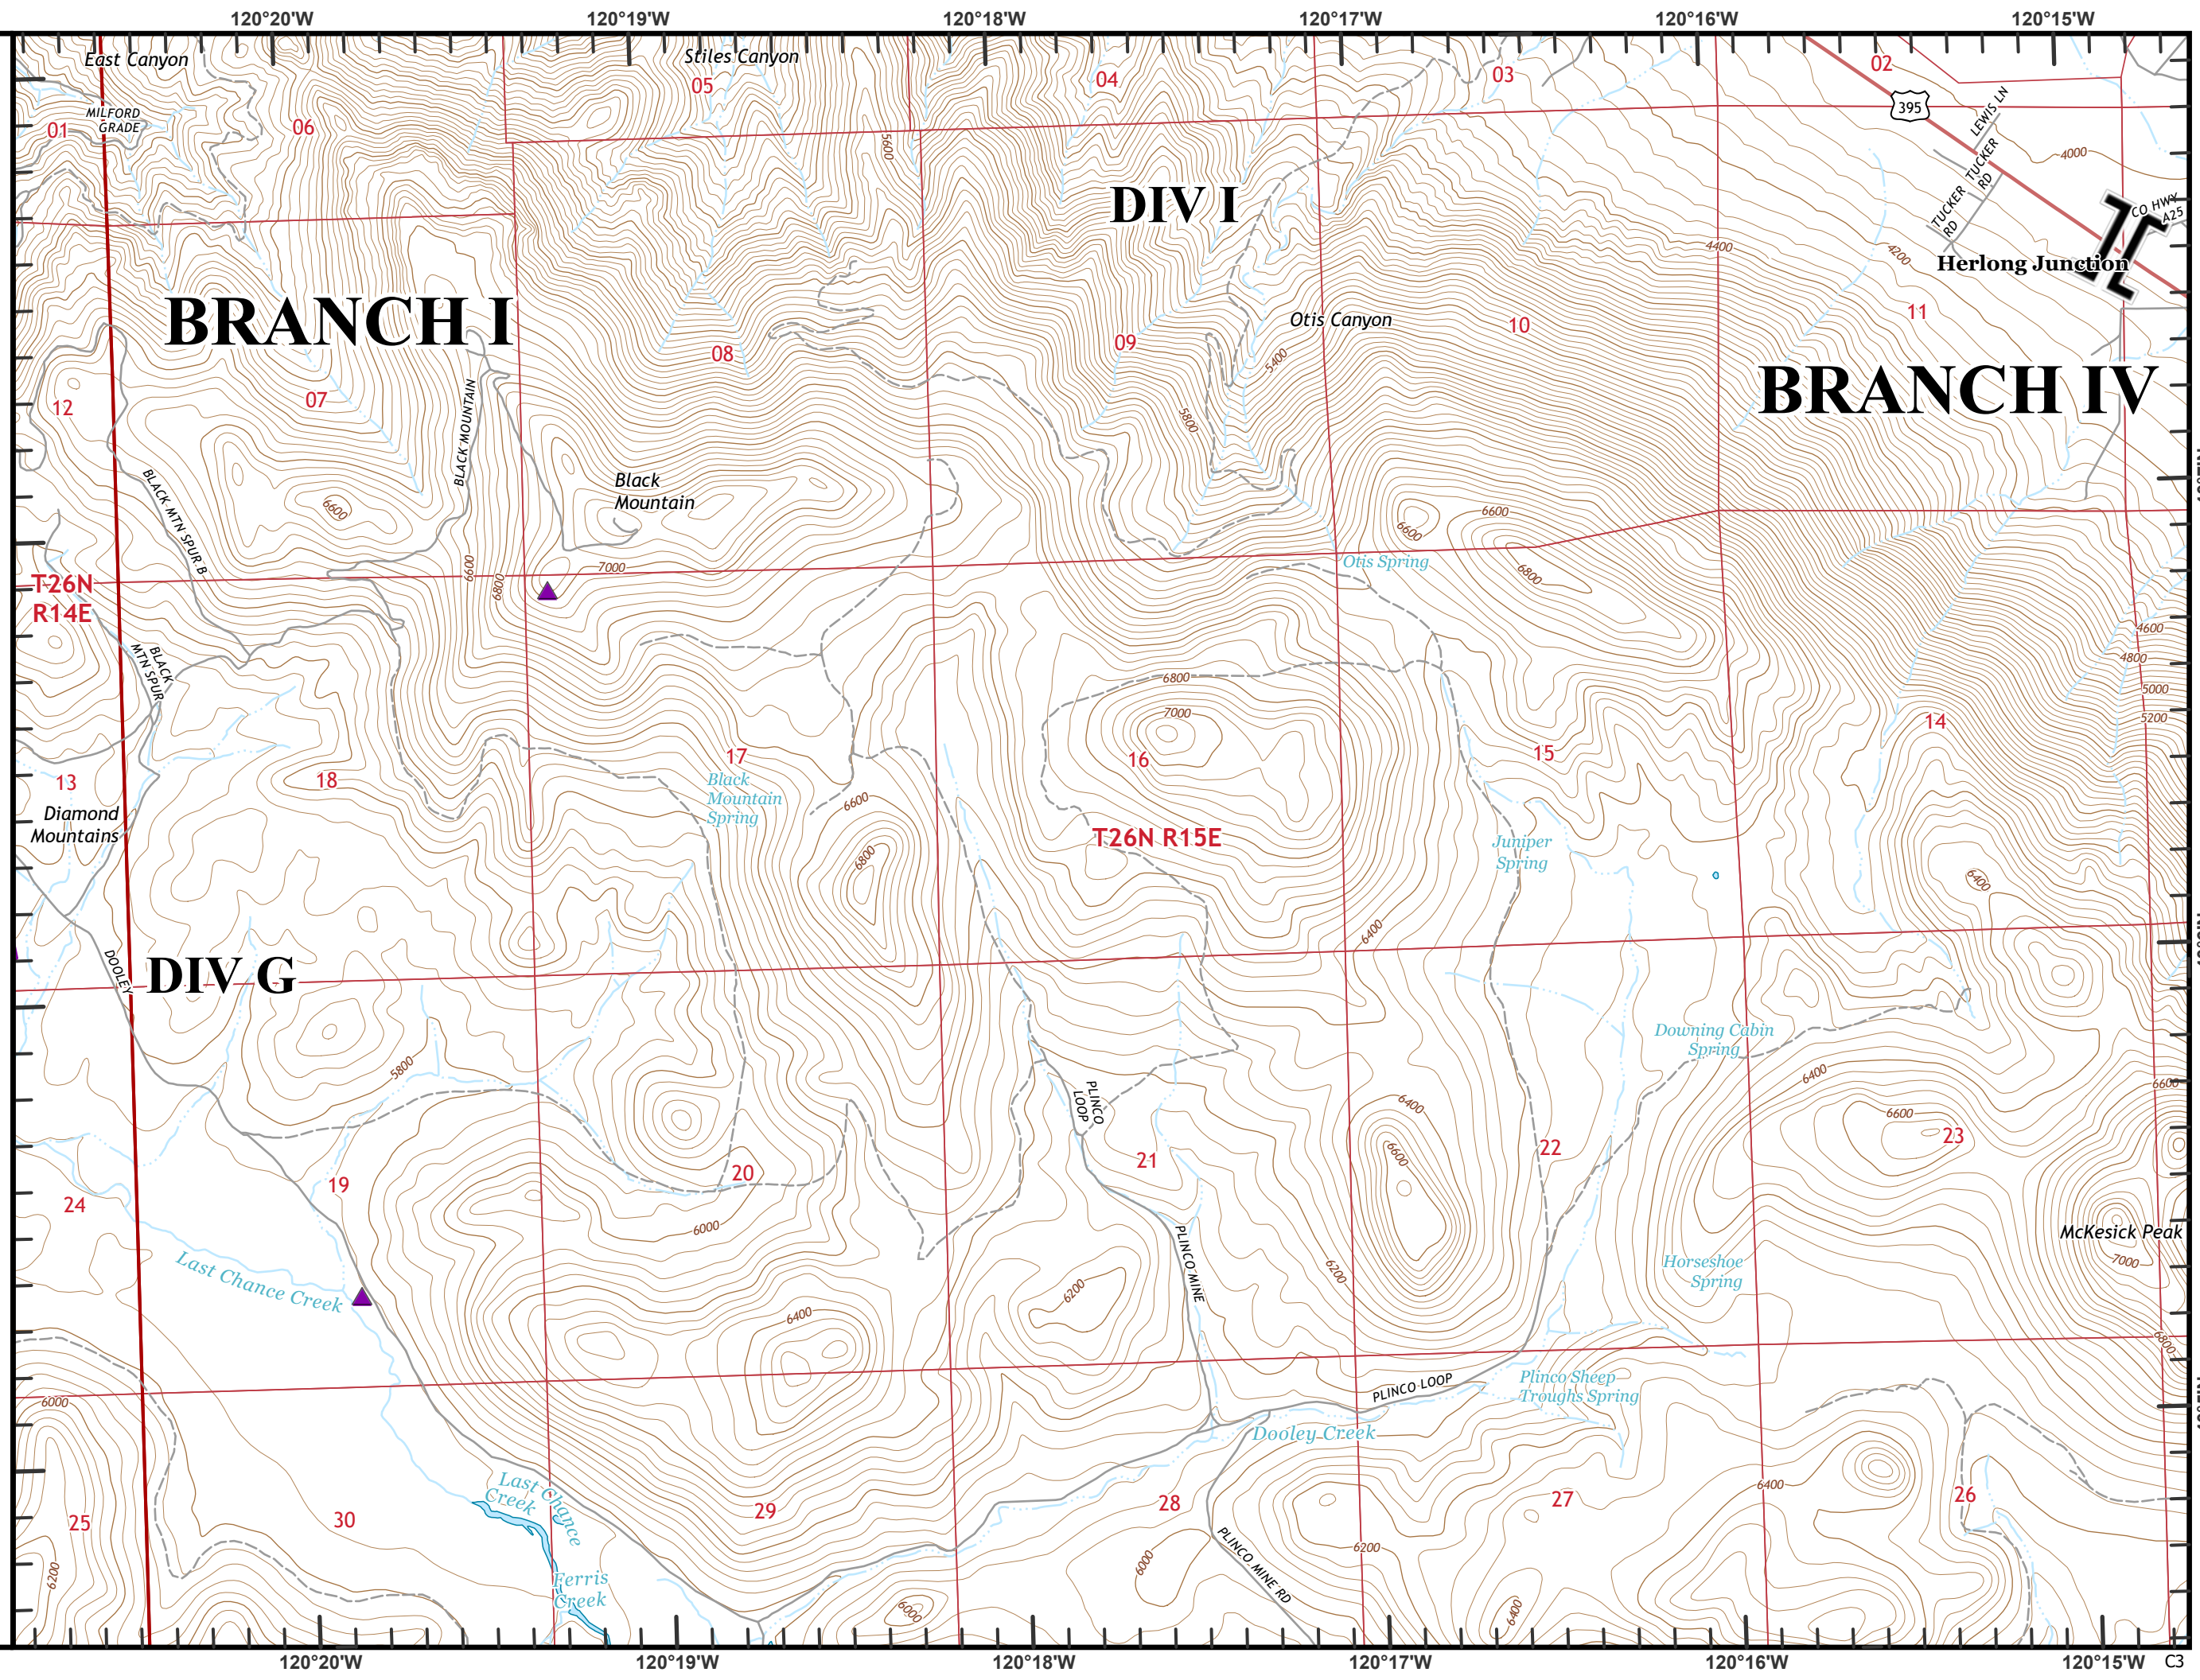 120°20'W
120°19'W
120°18'W
120°17'W
120°16'W
120°15'W
East Canyon
Stiles Canyon
05
04
03
02
MILFORD
GRADE
01
06
395
LEWIS LN
4000
5600
TUCKER
RD
TUCKER
RD
CO HWY
A25
DIV I
4400
4200
Herlong Junction
BRANCH I
Otis Canyon
10
11
08
09
5400
BRANCH IV
12
07
BLACK MOUNTAIN
5800
Black
Mountain
6600
BLACK MTN SPUR B
6600
6600
Otis Spring
6600
6800
7000
6800
T26N
R14E
4600
BLACK
MTN SPUR
4800
6800
5000
7000
5200
14
17
16
15
13
18
Black
Mountain
Spring
6600
Diamond
Mountains
T26N R15E
Juniper
Spring
6800
6400
6400
DOOLEY
DIV G
Downing Cabin
Spring
5800
6400
6600
PLINCO
LOOP
6400
6600
23
22
6600
21
20
19
24
6000
McKesick Peak
7000
Last Chance Creek
PLINCO MINE
6200
Horseshoe
Spring
6200
6400
6800
Plinco Sheep
Troughs Spring
PLINCO LOOP
6000
Dooley Creek
Last Chance
Creek
6400
26
27
28
29
30
25
6200
6200
6000
PLINCO MINE RD
Ferris
Creek
6000
6400
120°20'W
120°19'W
120°18'W
120°17'W
120°16'W
120°15'W
C3